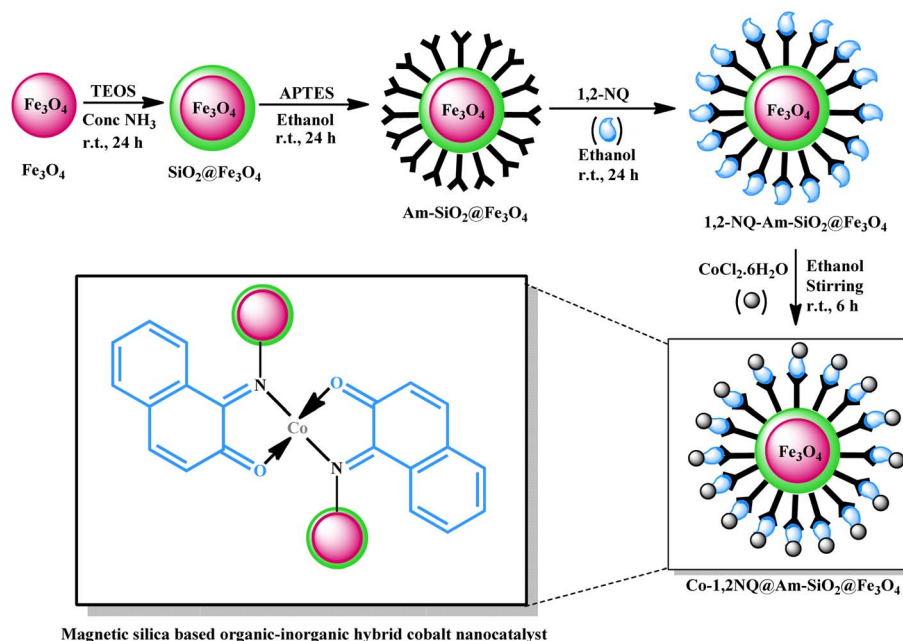 Fe₃O₄
TEOS
Conc NH₃
r.t., 24 h
Fe₃O₄
Fe₃O₄
SiO₂@Fe₃O₄
APTES
Ethanol
r.t., 24 h
Fe₃O₄
Am-SiO₂@Fe₃O₄
1,2-NQ
( )
Ethanol
r.t., 24 h
Fe₃O₄
1,2-NQ-Am-SiO₂@Fe₃O₄
CoCl₂.6H₂O
( )
Ethanol
Stirring
r.t., 6 h
N
O
Co
O
N
Fe₃O₄
Co-1,2NQ@Am-SiO₂@Fe₃O₄
Magnetic silica based organic-inorganic hybrid cobalt nanocatalyst